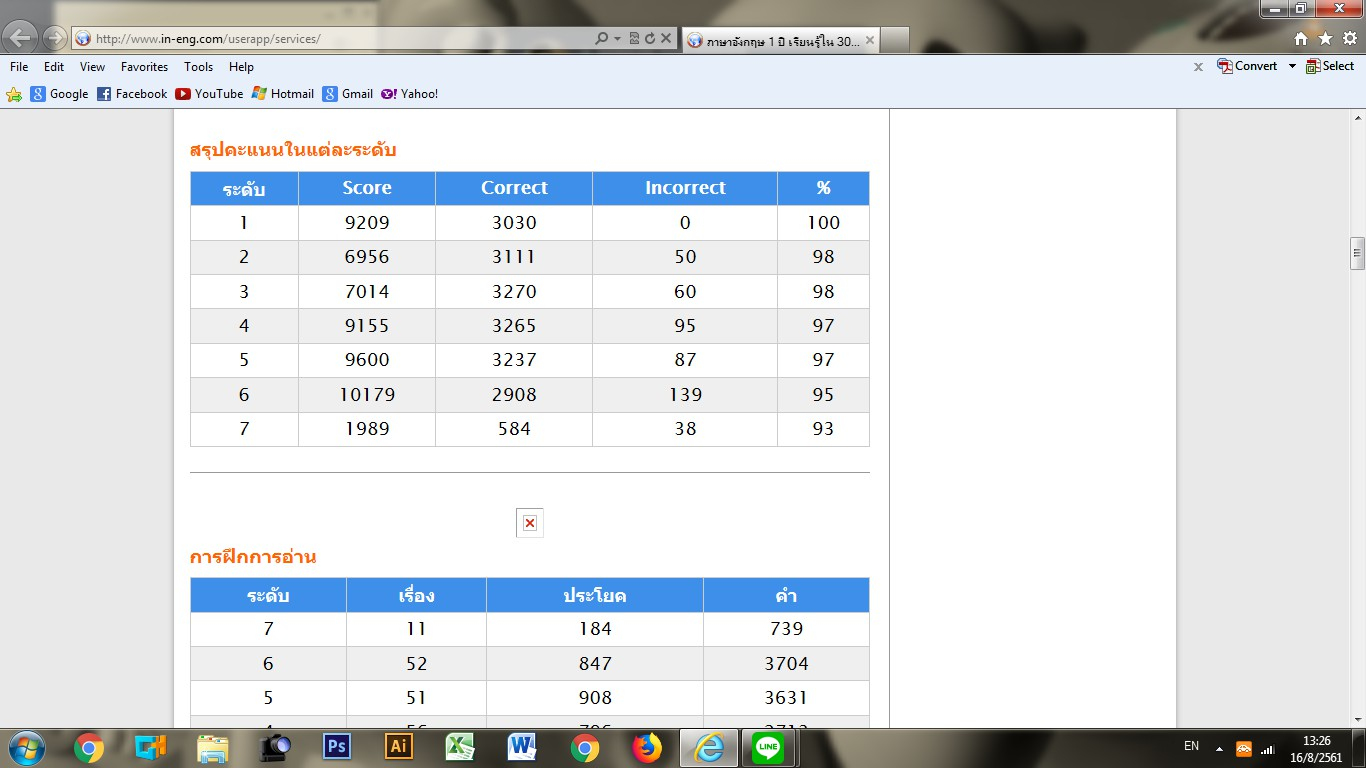 http://www.in-eng.com/userapp/services/
ภาษาอังกฤษ 1 ปี เรียนรู้ใน 30...
File Edit View Favorites Tools Help
Convert Select
Google Facebook YouTube Hotmail Gmail Yahoo!
สรุปคะแนนในแต่ละระดับ
ระดับ Score Correct Incorrect %
1 9209 3030 0 100
2 6956 3111 50 98
3 7014 3270 60 98
4 9155 3265 95 97
5 9600 3237 87 97
6 10179 2908 139 95
7 1989 584 38 93
การฝึกการอ่าน
ระดับ เรื่อง ประโยค คำ
7 11 184 739
6 52 847 3704
5 51 908 3631
Ps Ai LINE
EN 13:26
16/8/2561